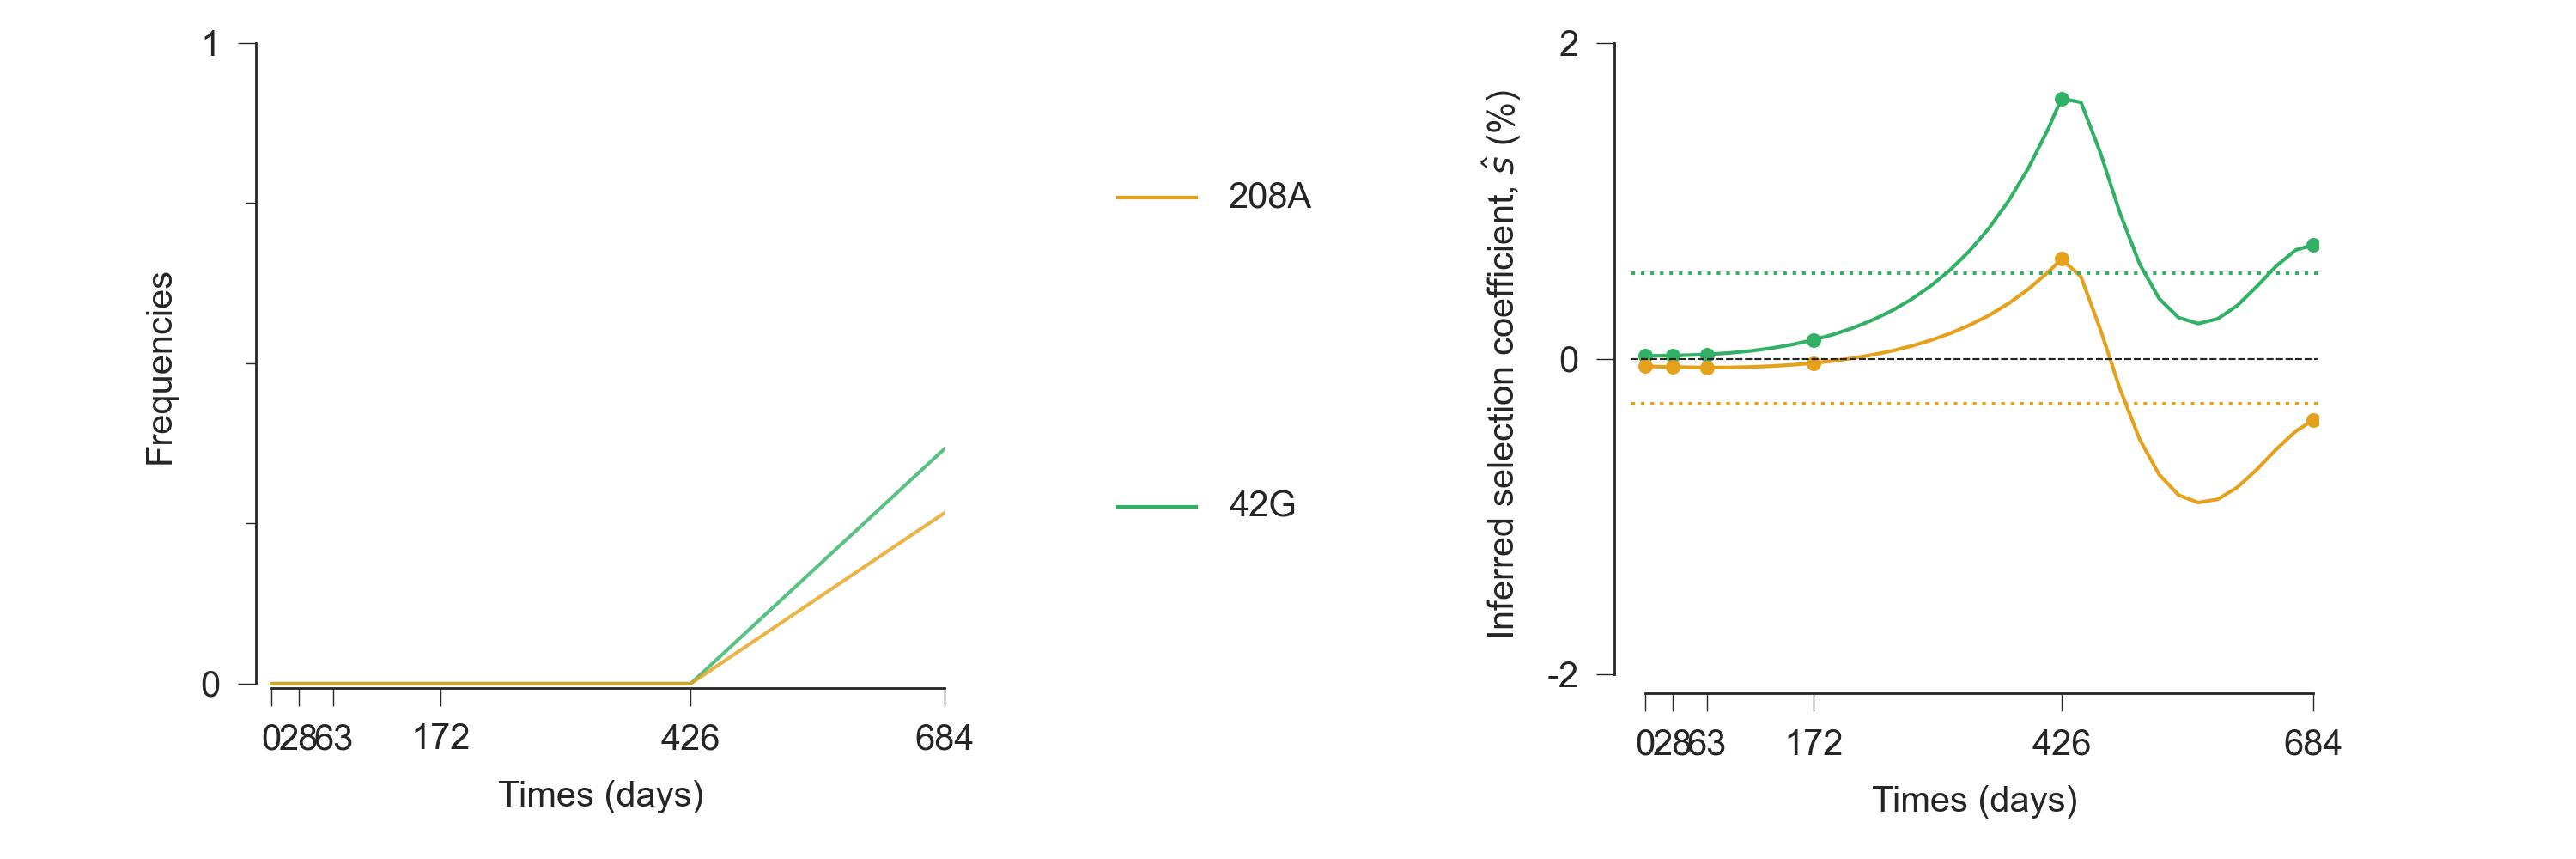 1
0
Frequencies
0 28 63 172 426 684
Times (days)
208A
42G
2
0
-2
Inferred selection coefficient, ŝ (%)
0 28 63 172 426 684
Times (days)